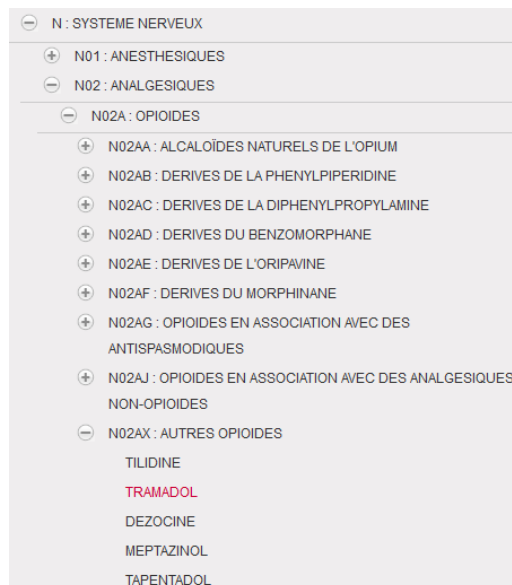 N : SYSTEME NERVEUX
N01 : ANESTHESIQUES
N02 : ANALGESIQUES
N02A : OPIOIDES
N02AA : ALCALOÏDES NATURELS DE L'OPIUM
N02AB : DERIVES DE LA PHENYLPIPERIDINE
N02AC : DERIVES DE LA DIPHENYLPROPYLAMINE
N02AD : DERIVES DU BENZOMORPHANE
N02AE : DERIVES DE L'ORIPAVINE
N02AF : DERIVES DU MORPHINANE
N02AG : OPIOIDES EN ASSOCIATION AVEC DES
ANTISPASMODIQUES
N02AJ : OPIOIDES EN ASSOCIATION AVEC DES ANALGESIQUES
NON-OPIOIDES
N02AX : AUTRES OPIOIDES
TILIDINE
TRAMADOL
DEZOCINE
MEPTAZINOL
TAPENTADOL